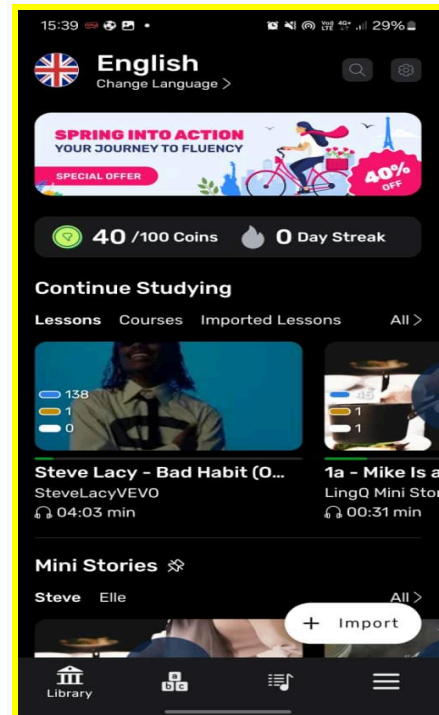 15:39 29%
English
Change Language >
SPRING INTO ACTION
YOUR JOURNEY TO FLUENCY
SPECIAL OFFER
40%
OFF
40 /100 Coins 0 Day Streak
Continue Studying
Lessons Courses Imported Lessons All >
138
1
0
45
1
1
Steve Lacy - Bad Habit (O...
SteveLacyVEVO
04:03 min
1a - Mike Is a
LingQ Mini Stor
00:31 min
Mini Stories
Steve Elle All >
+ Import
a
b c
Library